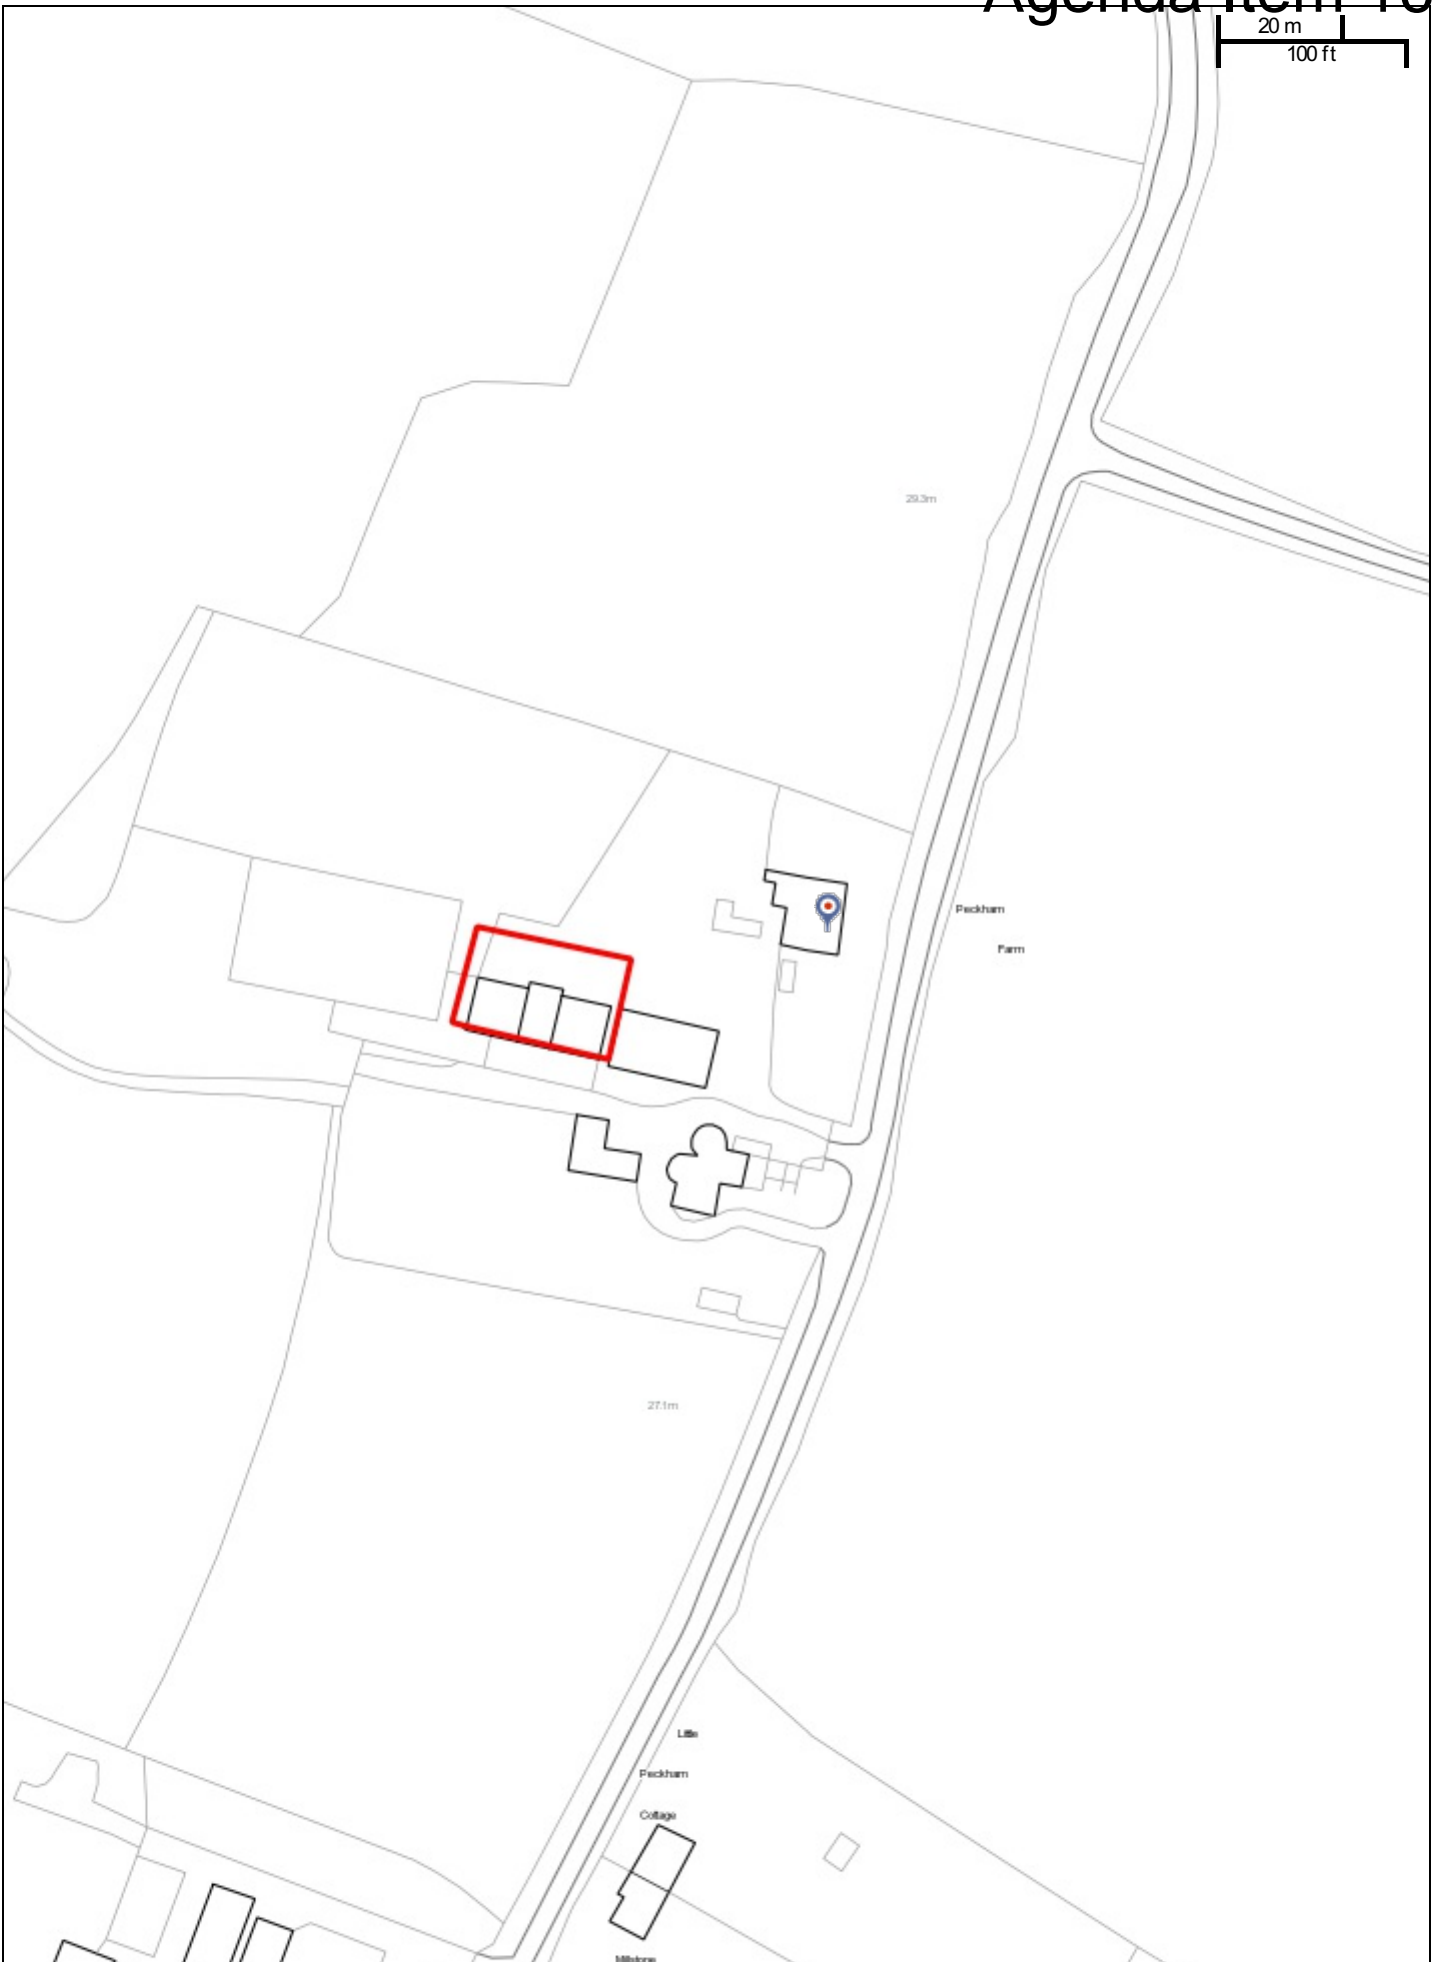 Agenda Item 10
20 m
100 ft
29.3m
Peckham
Farm
27.1m
Little
Peckham
Cottage
Millstone